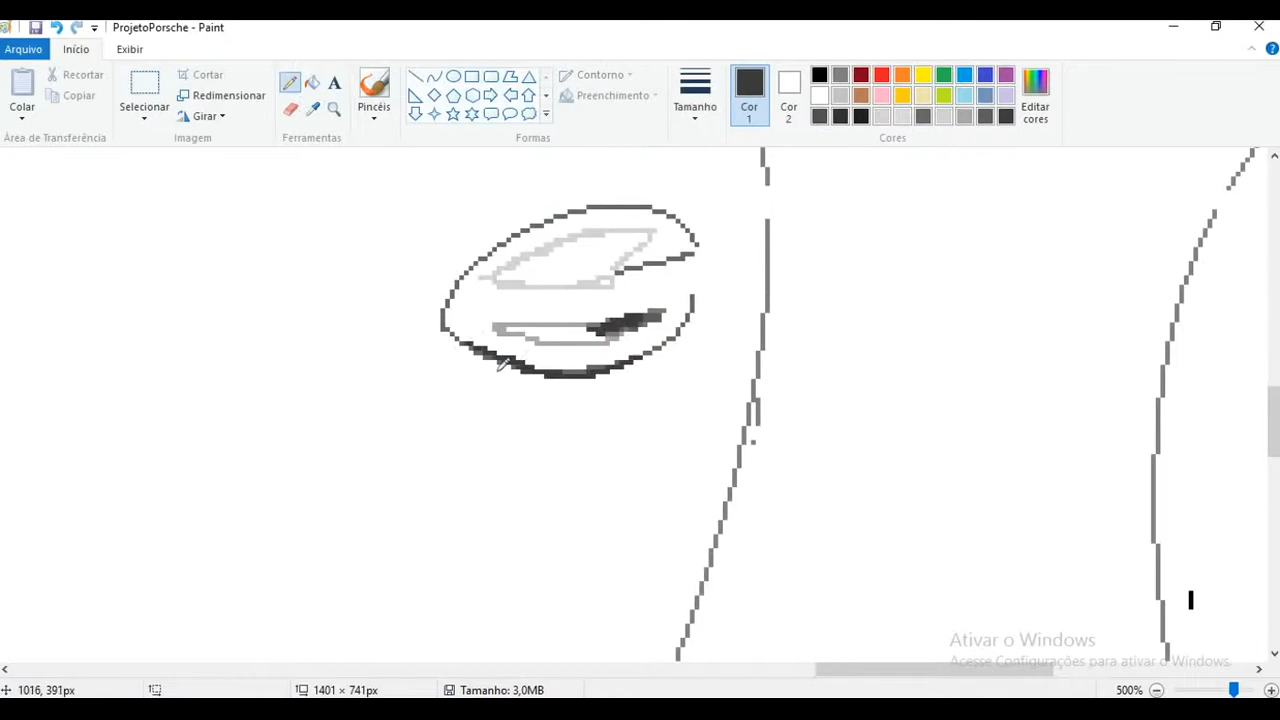 ProjetoPorsche - Paint
Arquivo Início Exibir
Colar
Recortar
Copiar
Área de Transferência
Selecionar
Cortar
Redimensionar
Girar
Imagem
A
Ferramentas
Pincéis
Contorno
Preenchimento
Formas
Tamanho
Cor
1
Cor
2
Editar
cores
Cores
Ativar o Windows
Acesse Configurações para ativar o Windows.
1016, 391px
1401 × 741px
Tamanho: 3,0MB
500%